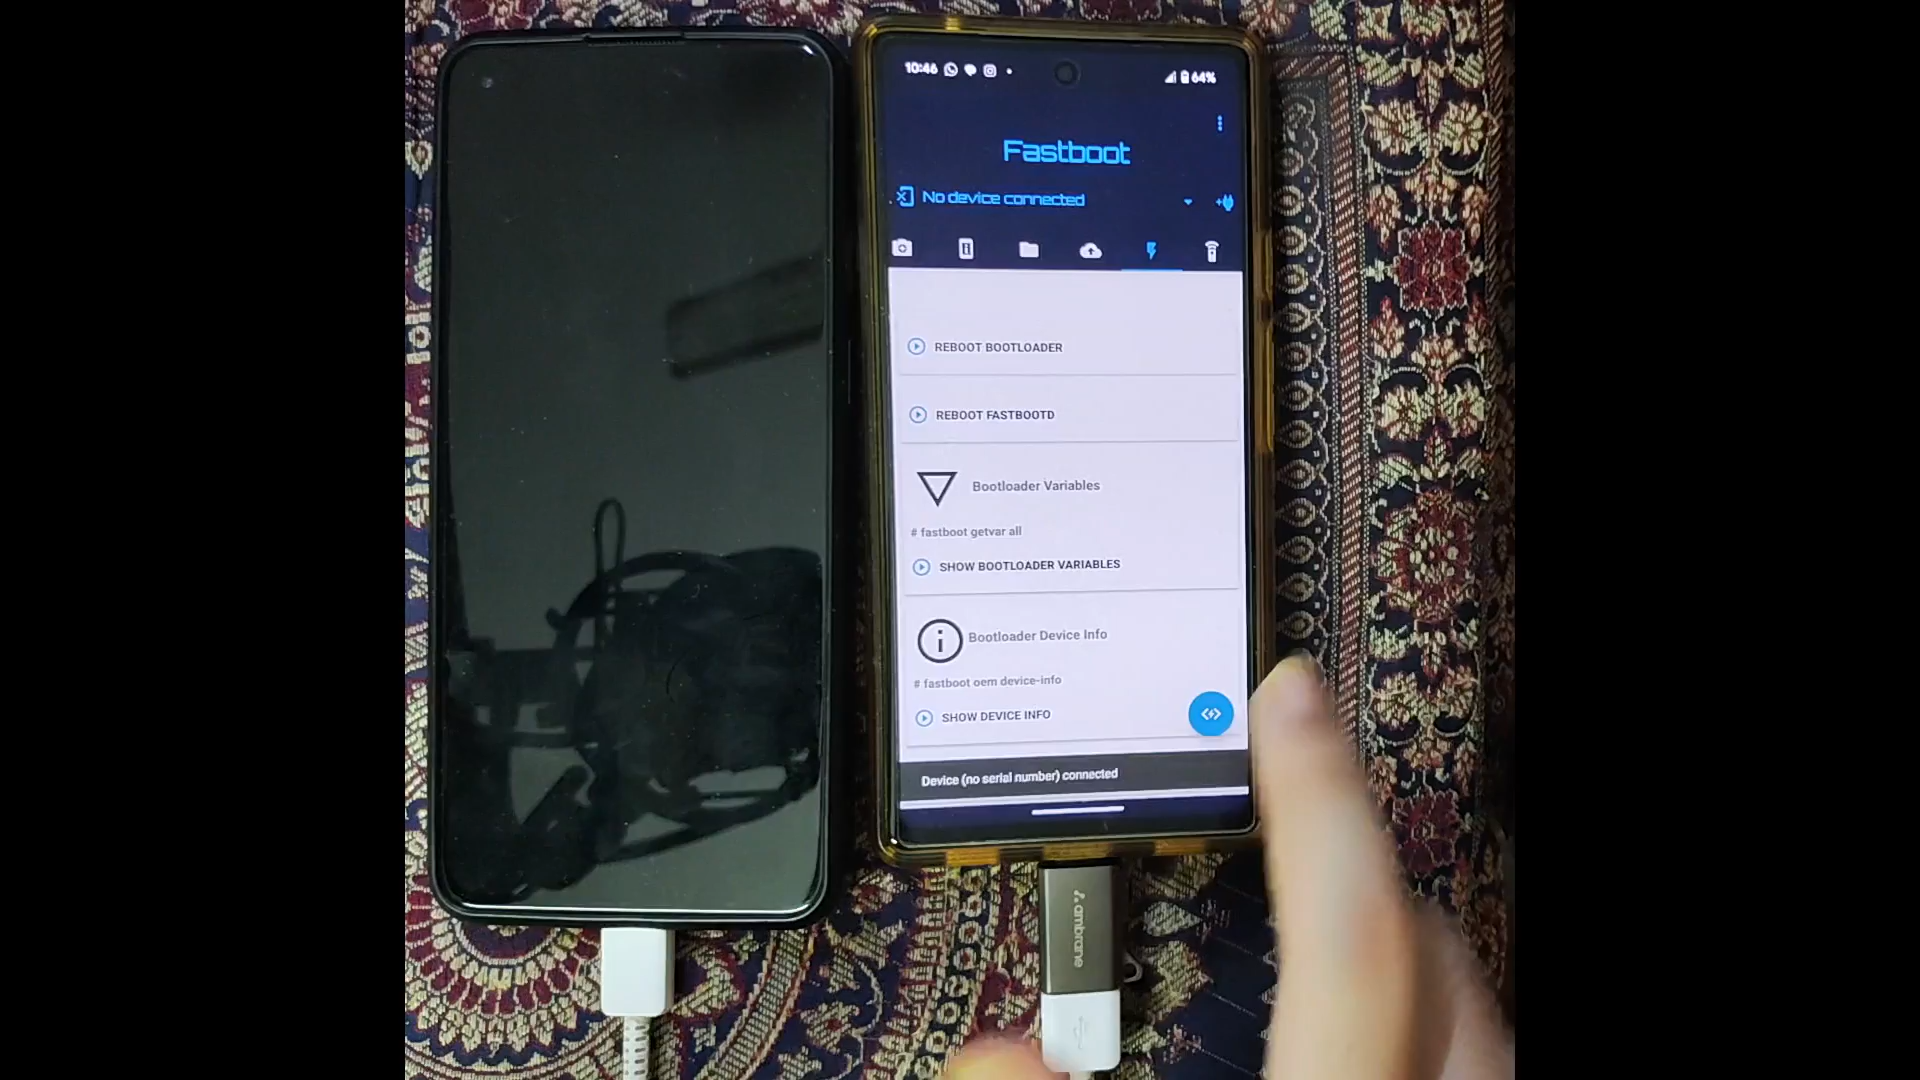 10:46
64%
Fastboot
No device connected
REBOOT BOOTLOADER
REBOOT FASTBOOTD
Bootloader Variables
# fastboot getvar all
SHOW BOOTLOADER VARIABLES
Bootloader Device Info
# fastboot oem device-info
SHOW DEVICE INFO
Device (no serial number) connected
ambrane